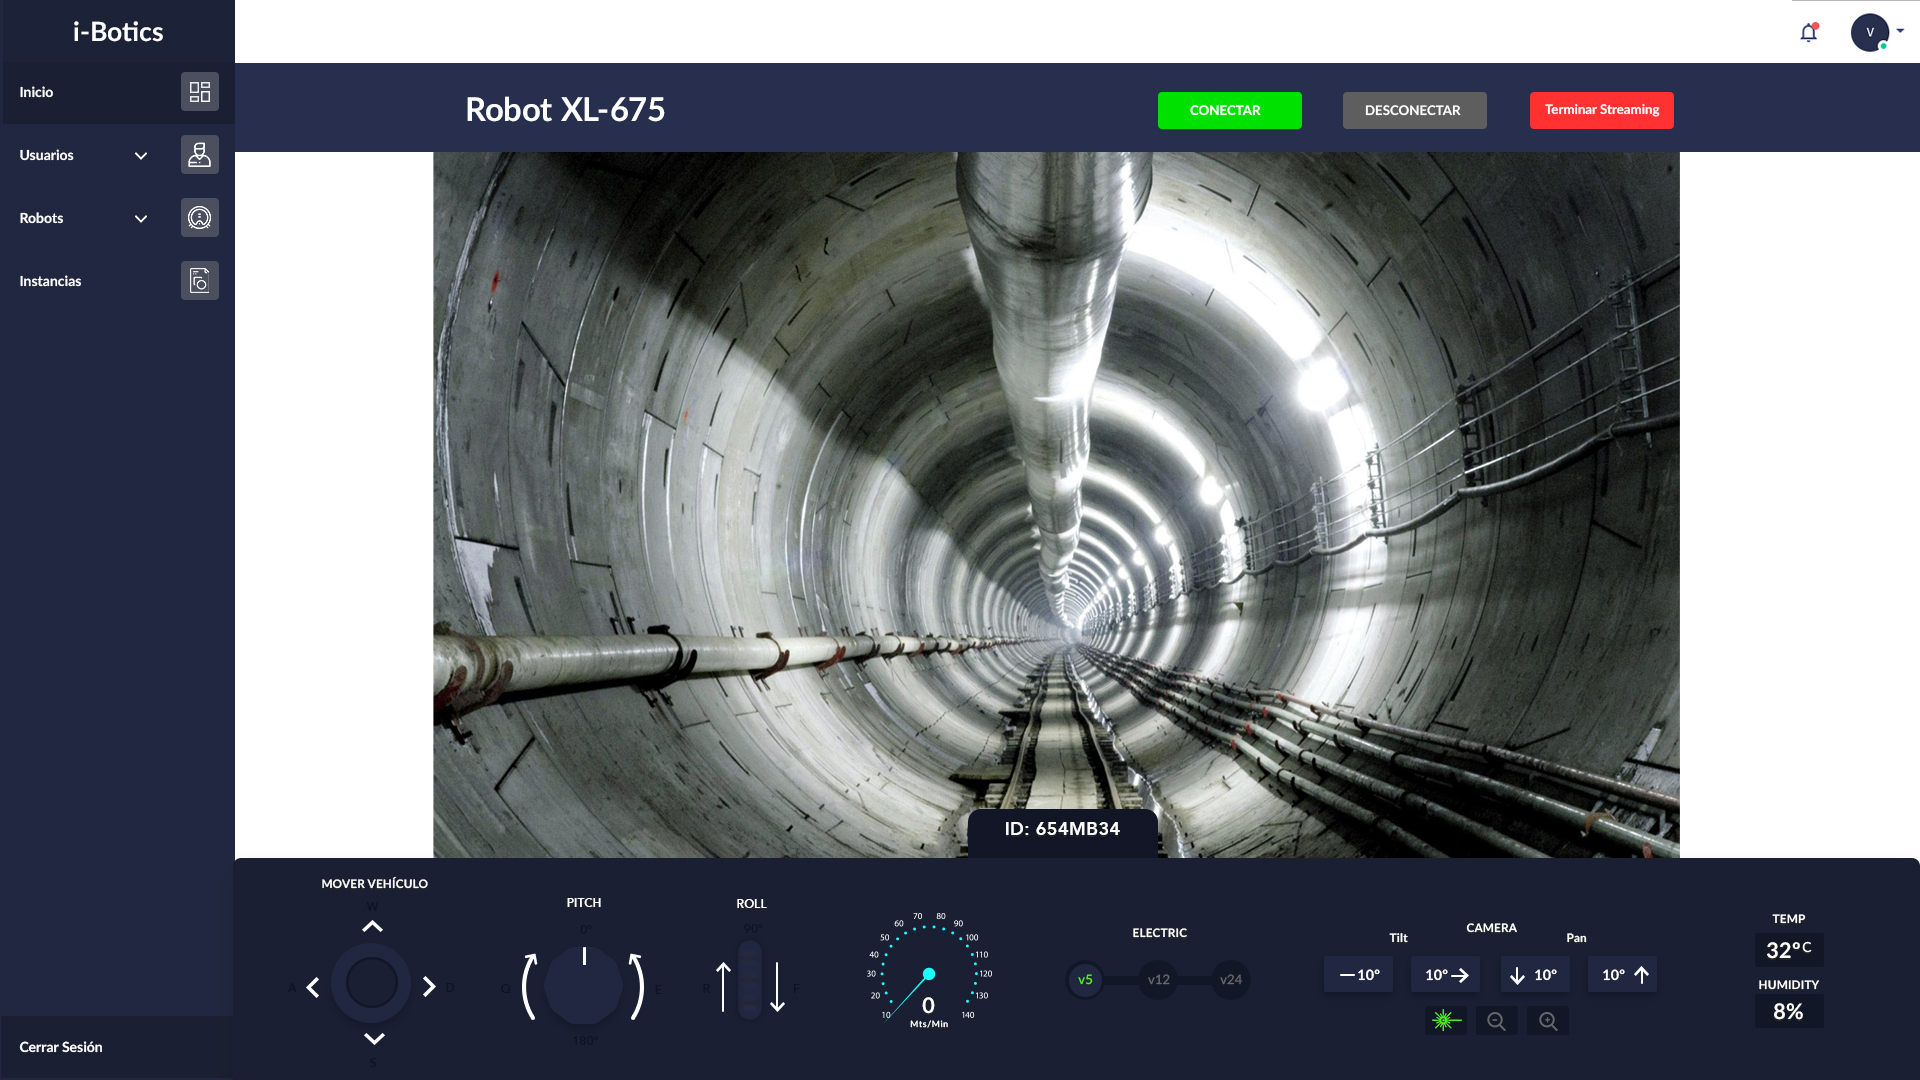 i-Botics
V
Inicio
Usuarios
Robots
Instancias
Cerrar Sesión
Robot XL-675
CONECTAR
DESCONECTAR
Terminar Streaming
ID: 654MB34
MOVER VEHÍCULO
W
A
D
S
PITCH
0°
Q
E
180°
ROLL
90°
R
F
10
20
30
40
50
60
70
80
90
100
110
120
130
140
0
Mts/Min
ELECTRIC
v5
v12
v24
CAMERA
Tilt
Pan
10°
10°
10°
10°
TEMP
32°C
HUMIDITY
8%